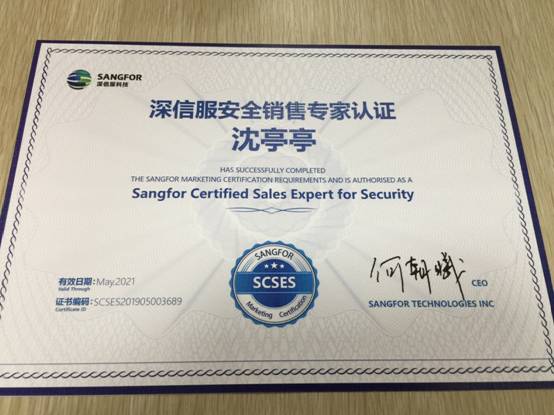 SANGFOR
深信服科技
深信服安全销售专家认证
沈亭亭
HAS SUCCESSFULLY COMPLETED
THE SANGFOR MARKETING CERTIFICATION REQUIREMENTS AND IS AUTHORISED AS A
Sangfor Certified Sales Expert for Security
SANGFOR
SCSES
Marketing Certification
有效日期:May,2021
Valid Through
证书编码:SCSES201905003689
Certificate ID
何朝曦
CEO
SANGFOR TECHNOLOGIES INC